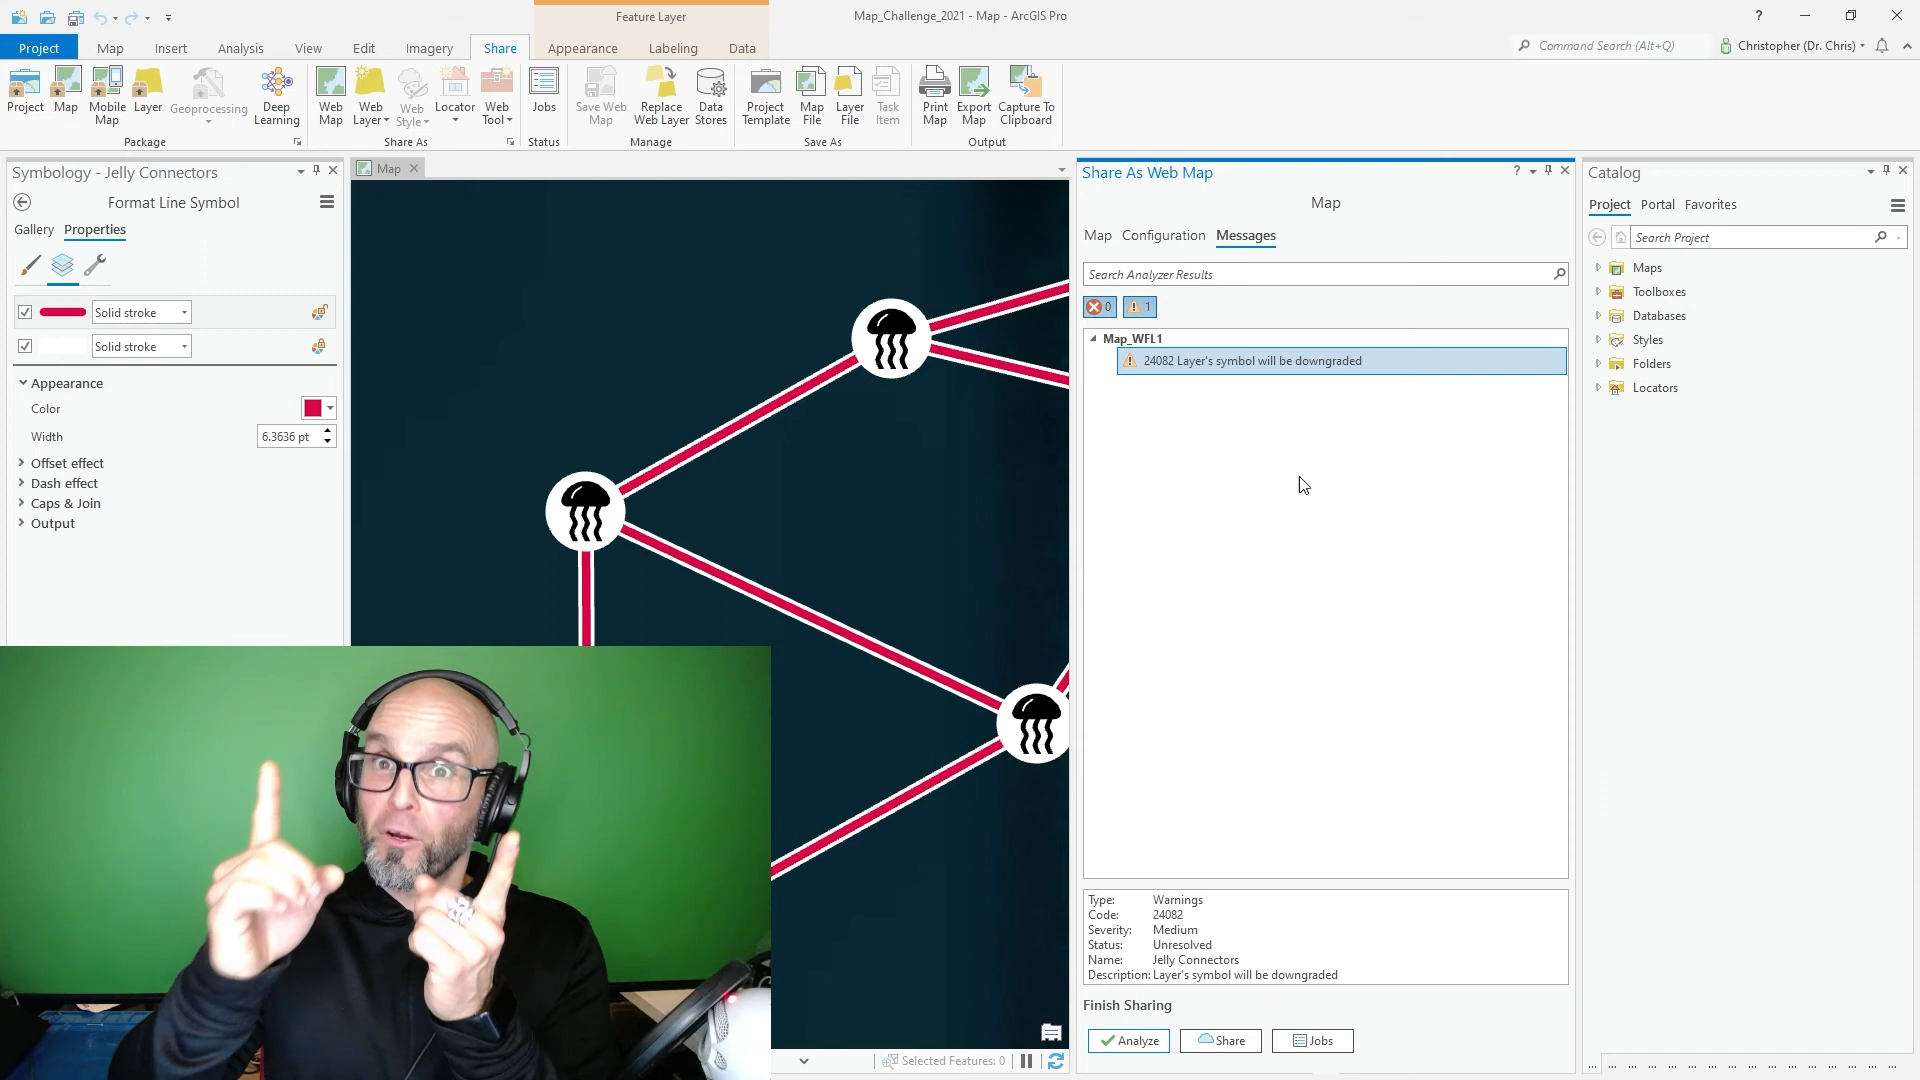 Feature Layer
Map_Challenge_2021 - Map - ArcGIS Pro
?
Project Map Insert Analysis View Edit Imagery Share Appearance Labeling Data
Command Search (Alt+Q)
Christopher (Dr. Chris)
Project
Map
Mobile Map
Layer
Geoprocessing
Deep Learning
Package
Web Map
Web Layer
Web Style
Locator
Web Tool
Share As
Jobs
Status
Save Web Map
Replace Web Layer
Data Stores
Manage
Project Template
Map File
Layer File
Task Item
Save As
Print Map
Export Map
Capture To Clipboard
Output
Symbology - Jelly Connectors
Format Line Symbol
Gallery Properties
Solid stroke
Solid stroke
Appearance
Color
Width 6.3636 pt
Offset effect
Dash effect
Caps & Join
Output
Map
Selected Features: 0
Share As Web Map
?
Map
Map Configuration Messages
Search Analyzer Results
0 1
Map_WFL1
24082 Layer's symbol will be downgraded
Type: Warnings
Code: 24082
Severity: Medium
Status: Unresolved
Name: Jelly Connectors
Description: Layer's symbol will be downgraded
Finish Sharing
Analyze Share Jobs
Catalog
Project Portal Favorites
Search Project
Maps
Toolboxes
Databases
Styles
Folders
Locators
... ... ... ... ... ... ... ... ... ... ... ... ... ... ... ...